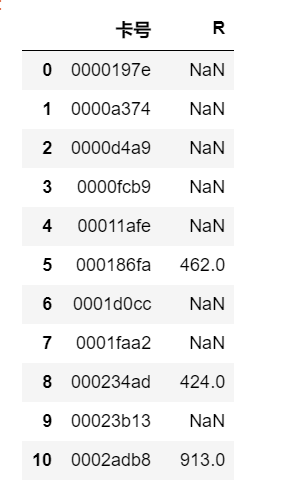 卡号 R
0 0000197e NaN
1 0000a374 NaN
2 0000d4a9 NaN
3 0000fcb9 NaN
4 00011afe NaN
5 000186fa 462.0
6 0001d0cc NaN
7 0001faa2 NaN
8 000234ad 424.0
9 00023b13 NaN
10 0002adb8 913.0